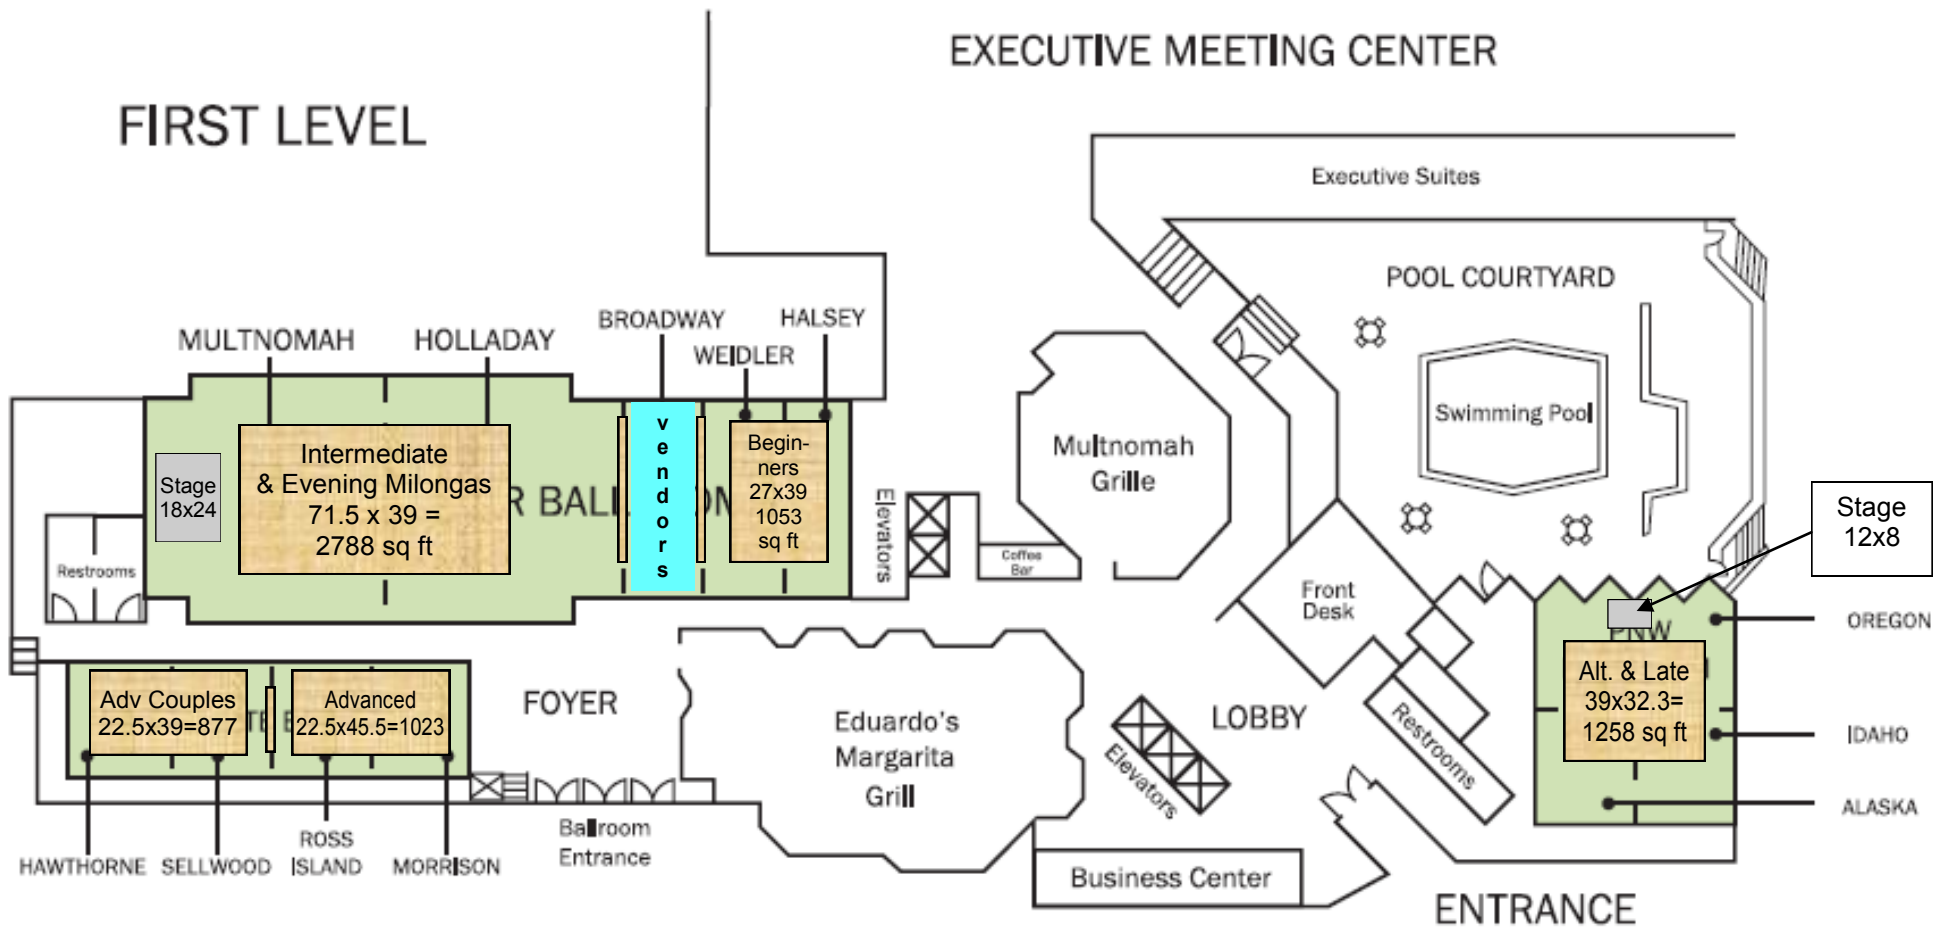 EXECUTIVE MEETING CENTER
FIRST LEVEL
Executive Suites
POOL COURTYARD
BROADWAY
HALSEY
MULTNOMAH
HOLLADAY
WEIDLER
Swimming Pool
vendors
Begin-
ners
27x39
1053
sq ft
Intermediate
& Evening Milongas
71.5 x 39 =
2788 sq ft
Stage
18x24
Multnomah
Grille
Elevators
Stage
12x8
Coffee
Bar
Restrooms
Front
Desk
OREGON
PNW
Alt. & Late
39x32.3=
1258 sq ft
Adv Couples
22.5x39=877
Advanced
22.5x45.5=1023
FOYER
Eduardo's
Margarita
Grill
LOBBY
Elevators
Restrooms
IDAHO
ALASKA
Ballroom
Entrance
HAWTHORNE
SELLWOOD
ROSS
ISLAND
MORRISON
Business Center
ENTRANCE